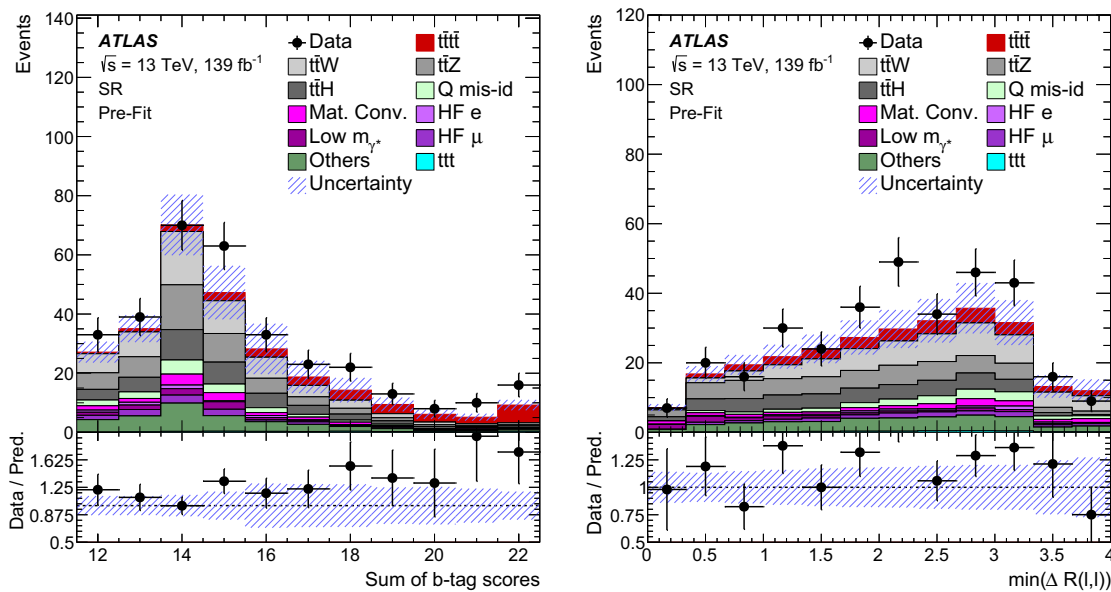 Events
140
120
100
80
60
40
20
0
ATLAS
√s = 13 TeV, 139 fb⁻¹
SR
Pre-Fit
Data
tt̄tt̄
tt̄W
tt̄Z
tt̄H
Q mis-id
Mat. Conv.
HF e
Low m_γ*
HF μ
Others
ttt
Uncertainty
Data / Pred.
1.625
1.25
0.875
0.5
12 14 16 18 20 22
Sum of b-tag scores
Events
120
100
80
60
40
20
0
ATLAS
√s = 13 TeV, 139 fb⁻¹
SR
Pre-Fit
Data
tt̄tt̄
tt̄W
tt̄Z
tt̄H
Q mis-id
Mat. Conv.
HF e
Low m_γ*
HF μ
Others
ttt
Uncertainty
Data / Pred.
1.25
1
0.75
0.5
0 0.5 1 1.5 2 2.5 3 3.5 4
min(Δ R(l,l))